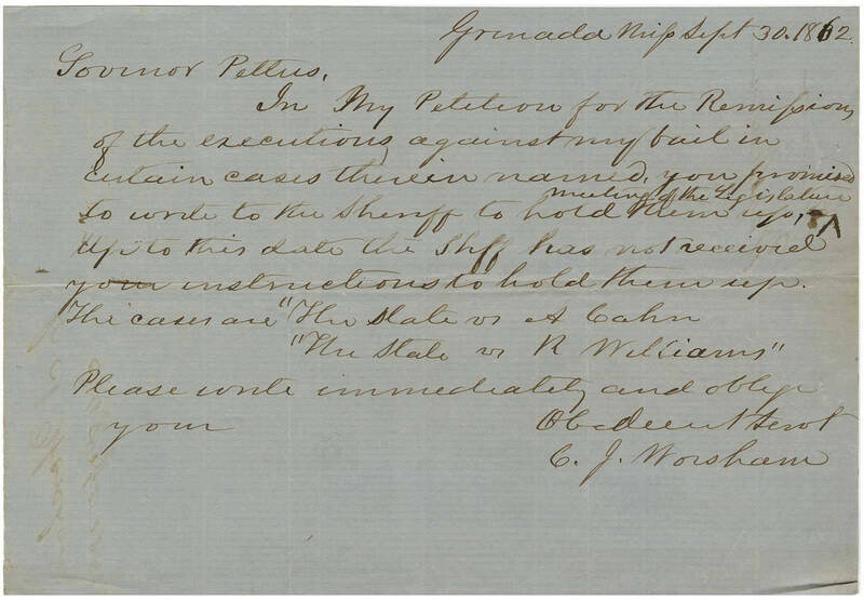 Grenada Miss Sept 30. 1862.
Govenor Pettus.
In My Petition for the Remission
of the executions against my bail in
certain cases therein named, you promised
meeting of the Legislature
to write to the Sheriff to hold them up,
Up to this date the Shff has not received
your instructions to hold them up.
The cases are "The State vs A Cahn
"The State vs R Williams"
Please write immediately and oblige
your Obedient Servt
C. J. Worsham